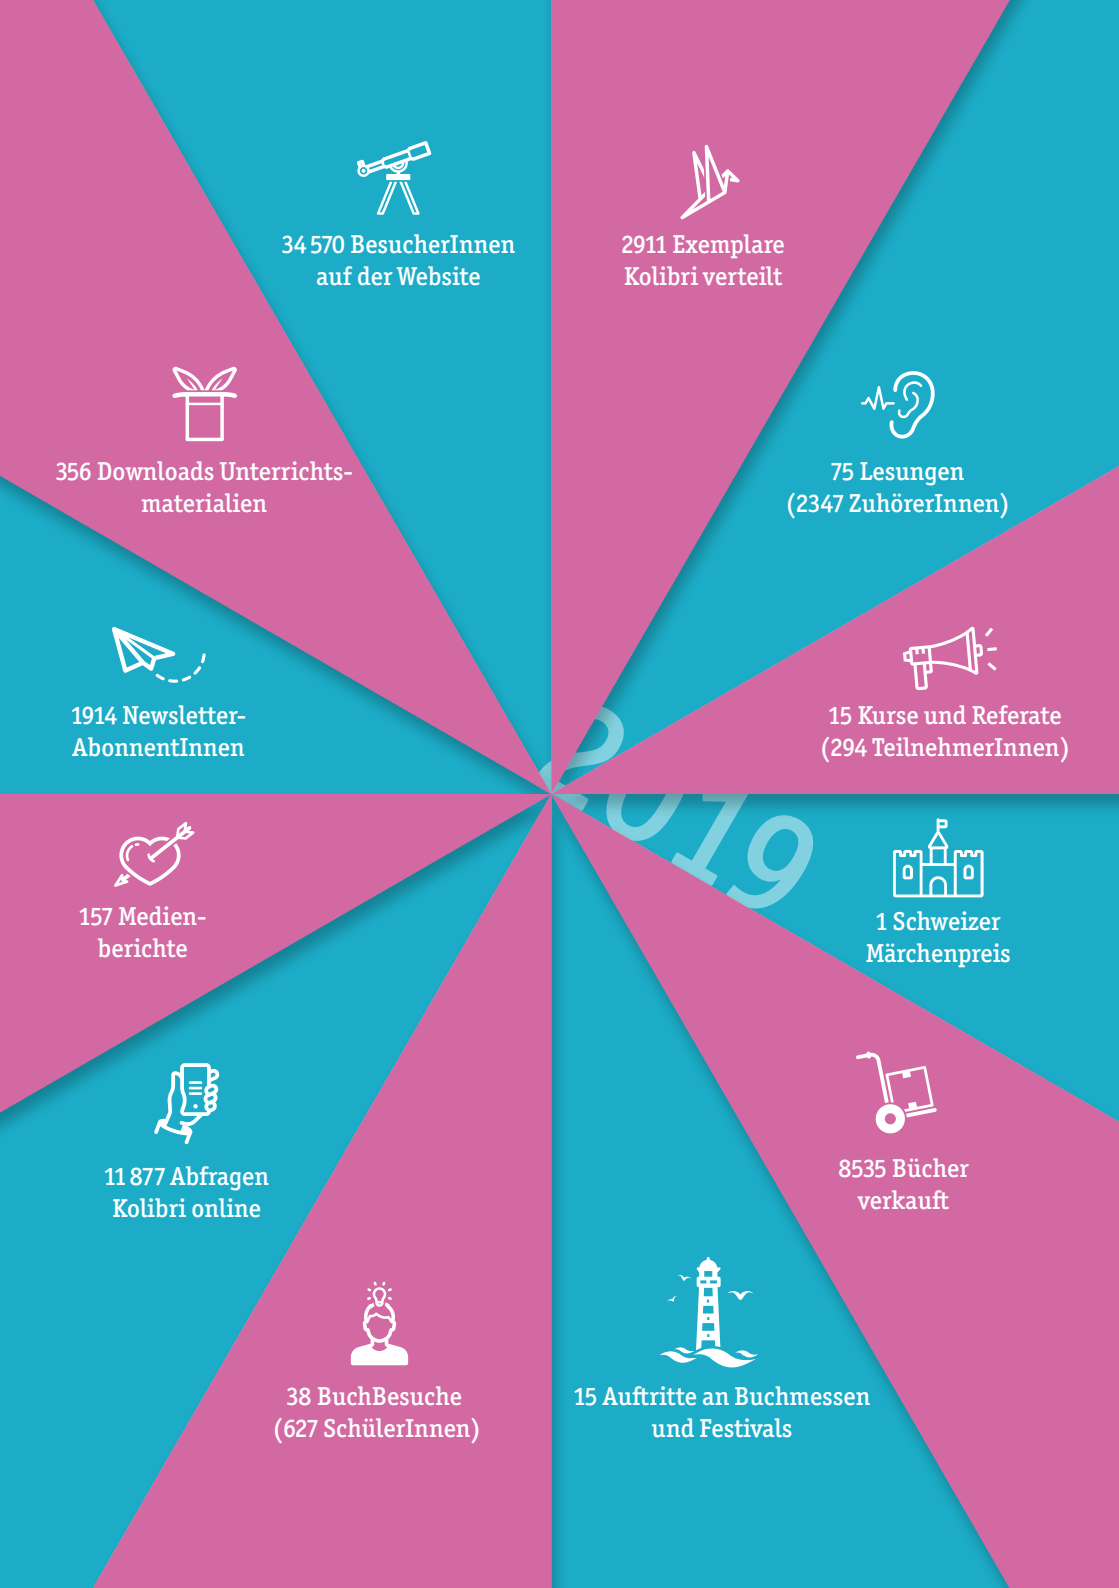 34 570 BesucherInnen
auf der Website
2911 Exemplare
Kolibri verteilt
356 Downloads Unterrichts-
materialien
75 Lesungen
(2347 ZuhörerInnen)
1914 Newsletter-
AbonnentInnen
15 Kurse und Referate
(294 TeilnehmerInnen)
2019
157 Medien-
berichte
1 Schweizer
Märchenpreis
11 877 Abfragen
Kolibri online
8535 Bücher
verkauft
38 BuchBesuche
(627 SchülerInnen)
15 Auftritte an Buchmessen
und Festivals